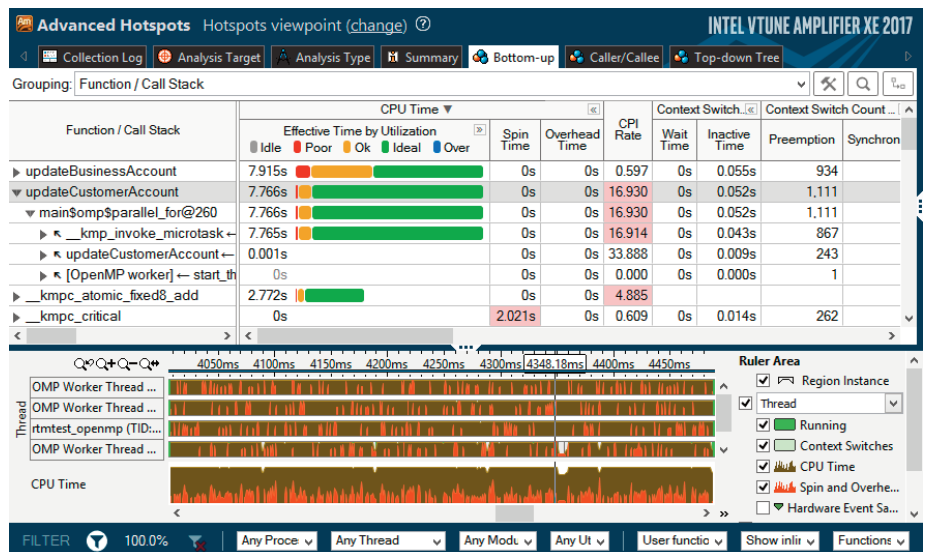 Am Advanced Hotspots Hotspots viewpoint (change) ? INTEL VTUNE AMPLIFIER XE 2017
Collection Log Analysis Target Analysis Type Summary Bottom-up Caller/Callee Top-down Tree
Grouping: Function / Call Stack
Function / Call Stack CPU Time CPI Rate Context Switch... Context Switch Count ...
Effective Time by Utilization Spin Time Overhead Time Wait Time Inactive Time Preemption Synchron
Idle Poor Ok Ideal Over
updateBusinessAccount 7.915s 0s 0s 0.597 0s 0.055s 934
updateCustomerAccount 7.766s 0s 0s 16.930 0s 0.052s 1,111
main$omp$parallel_for@260 7.766s 0s 0s 16.930 0s 0.052s 1,111
__kmp_invoke_microtask ← 7.765s 0s 0s 16.914 0s 0.043s 867
updateCustomerAccount ← 0.001s 0s 0s 33.888 0s 0.009s 243
[OpenMP worker] ← start_th 0s 0s 0s 0.000 0s 0.000s 1
__kmpc_atomic_fixed8_add 2.772s 0s 0s 4.885
__kmpc_critical 0s 2.021s 0s 0.609 0s 0.014s 262
4050ms 4100ms 4150ms 4200ms 4250ms 4300ms 4348.18ms 4400ms 4450ms
Ruler Area
Region Instance
Thread
Running
Context Switches
CPU Time
Spin and Overhe...
Hardware Event Sa...
Thread
OMP Worker Thread ...
OMP Worker Thread ...
rtmtest_openmp (TID:...
OMP Worker Thread ...
CPU Time
FILTER 100.0% Any Proce Any Thread Any Modu Any Ut User functio Show inli Functions